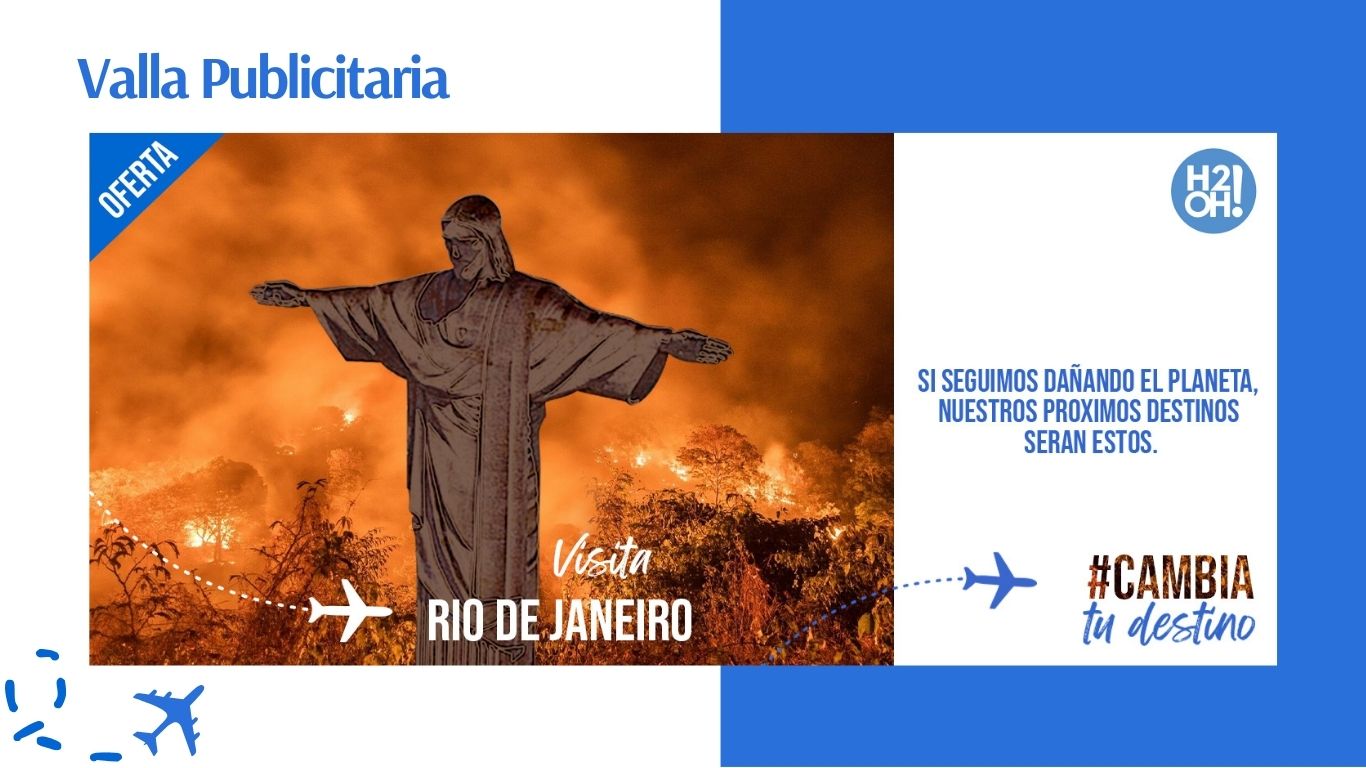 Valla Publicitaria
OFERTA
H2
OH!
SI SEGUIMOS DAÑANDO EL PLANETA,
NUESTROS PROXIMOS DESTINOS
SERAN ESTOS.
Visita
RIO DE JANEIRO
#CAMBIA
tu destino